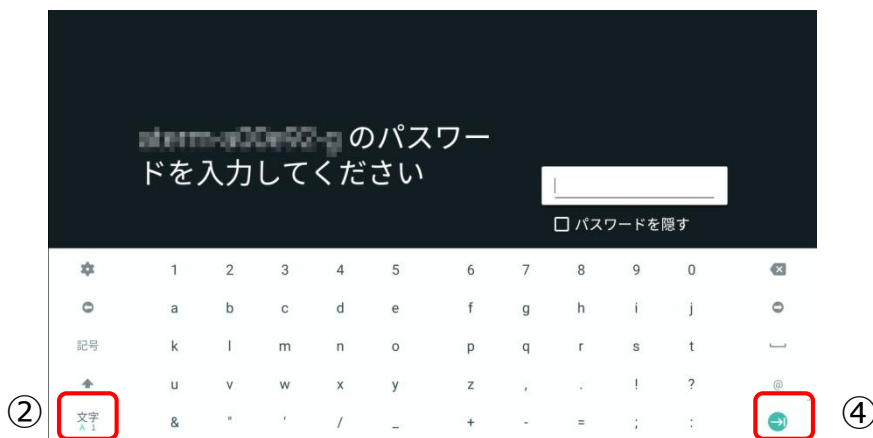 のパスワー
ドを入力してください
パスワードを隠す
1 2 3 4 5 6 7 8 9 0
a b c d e f g h i j
記号 k l m n o p q r s t
u v w x y z , . ! ? @
② 文字 & " ' / _ + - = ; : ④
A 1